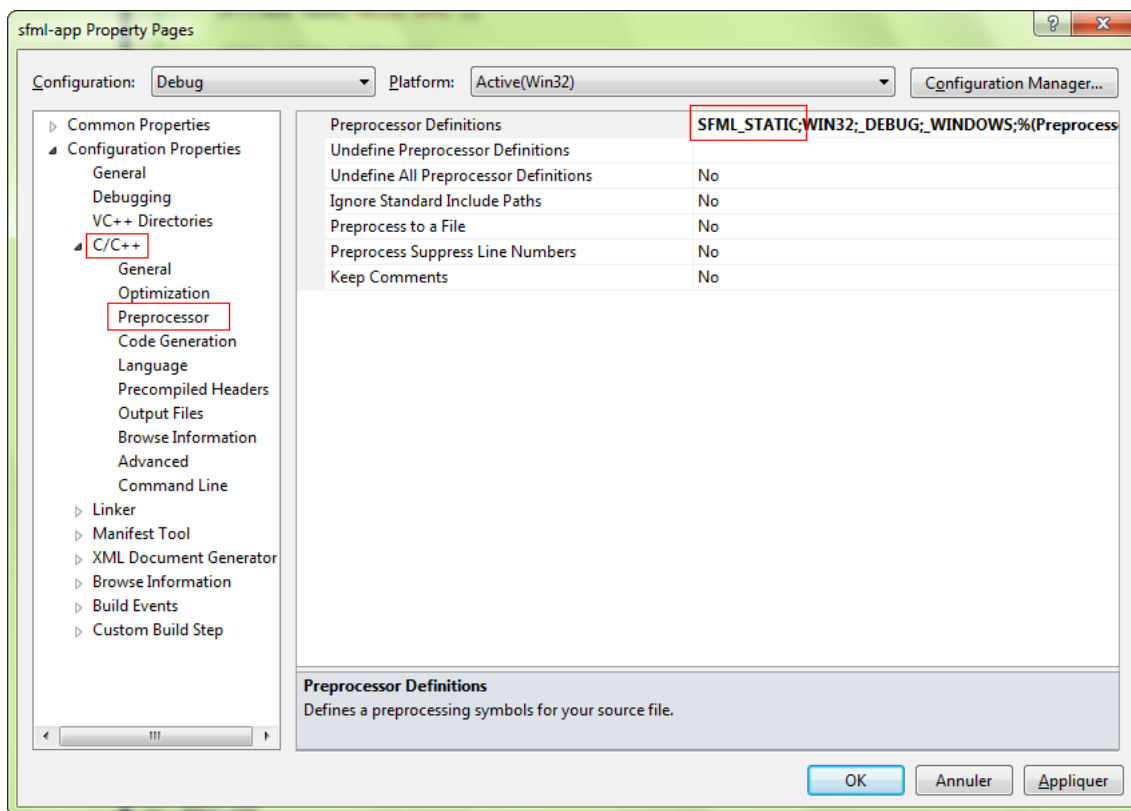 sfml-app Property Pages
Configuration: Debug Platform: Active(Win32) Configuration Manager...
Common Properties
Configuration Properties
General
Debugging
VC++ Directories
C/C++
General
Optimization
Preprocessor
Code Generation
Language
Precompiled Headers
Output Files
Browse Information
Advanced
Command Line
Linker
Manifest Tool
XML Document Generator
Browse Information
Build Events
Custom Build Step
Preprocessor Definitions SFML_STATIC;WIN32;_DEBUG;_WINDOWS;%(Preprocess
Undefine Preprocessor Definitions
Undefine All Preprocessor Definitions No
Ignore Standard Include Paths No
Preprocess to a File No
Preprocess Suppress Line Numbers No
Keep Comments No
Preprocessor Definitions
Defines a preprocessing symbols for your source file.
OK Annuler Appliquer